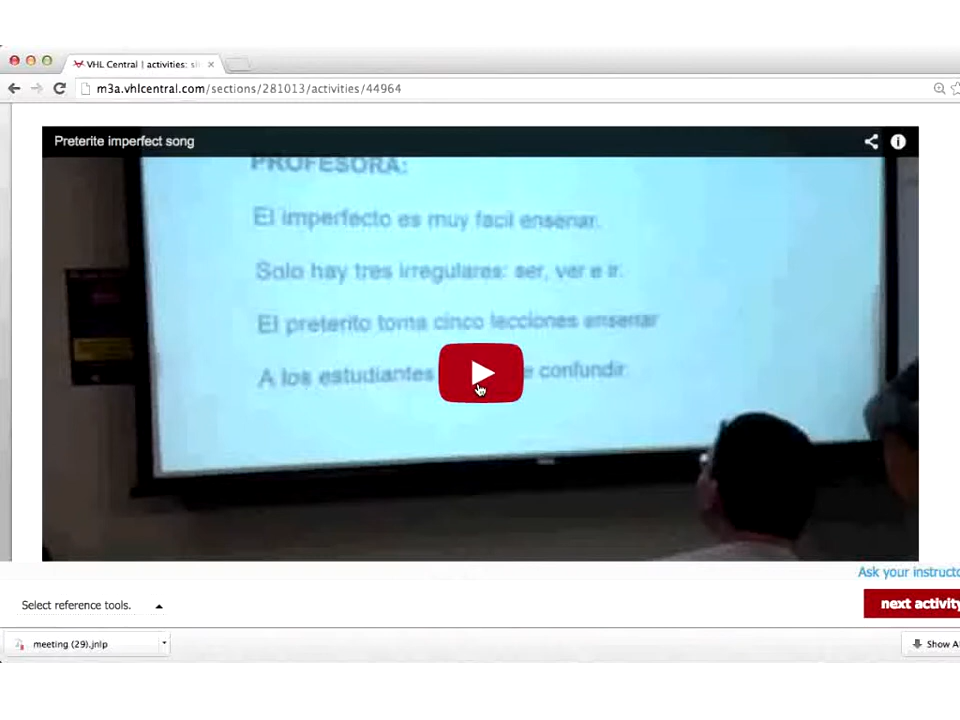 VHL Central | activities: sl
m3a.vhlcentral.com/sections/281013/activities/44964
Preterite imperfect song
PROFESORA:
El imperfecto es muy facil ensenar.
Solo hay tres irregulares: ser, ver e ir.
El preterito toma cinco lecciones ensenar
A los estudiantes e confundir.
Ask your instructo
Select reference tools.
next activity
meeting (29).jnlp
Show Al